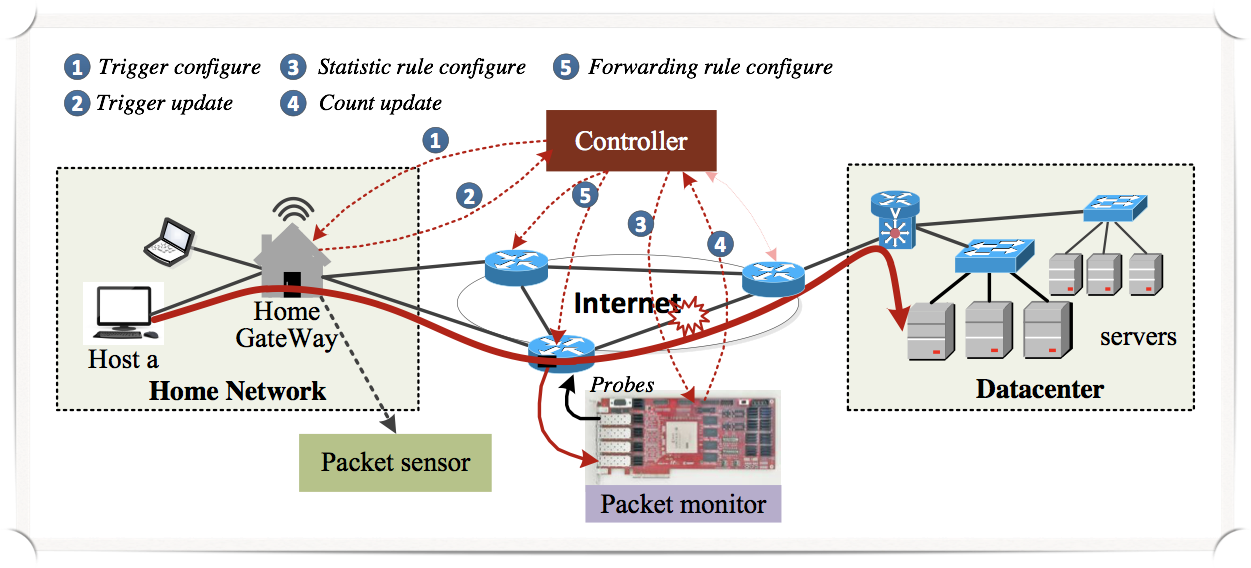 1 Trigger configure 3 Statistic rule configure 5 Forwarding rule configure
2 Trigger update 4 Count update
Controller
1
2
5
3
4
V
Internet
Home
GateWay
Host a
Home Network
servers
Datacenter
Probes
Packet sensor
Packet monitor